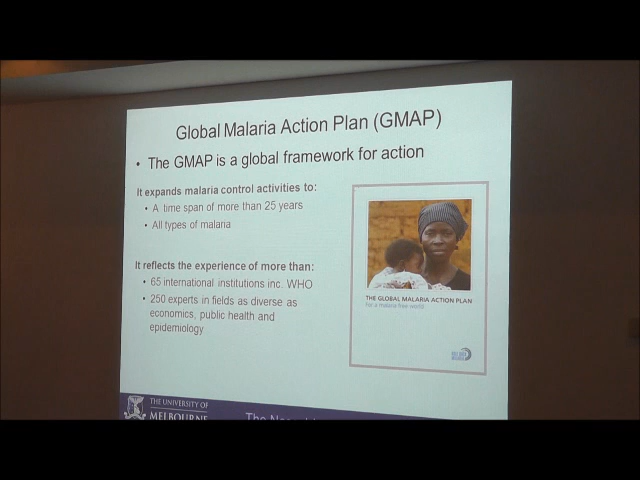 Global Malaria Action Plan (GMAP)
• The GMAP is a global framework for action
It expands malaria control activities to:
• A time span of more than 25 years
• All types of malaria
It reflects the experience of more than:
• 65 international institutions inc. WHO
• 250 experts in fields as diverse as
economics, public health and
epidemiology
THE GLOBAL MALARIA ACTION PLAN
For a malaria free world
THE UNIVERSITY OF
MELBOURNE
The